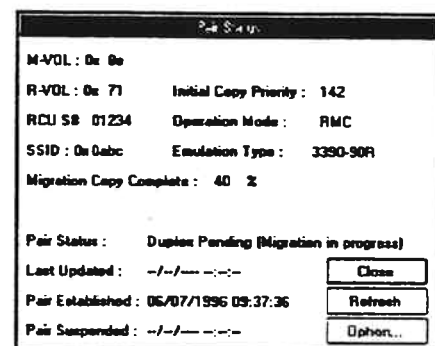 Pair Status
M-VOL : 0x 0e
R-VOL : 0x 71 Initial Copy Priority : 142
RCU S# 01234 Operation Mode : RMC
SSID : 0x 0abc Emulation Type : 3390-90R
Migration Copy Complete : 40 %
Pair Status : Duplex Pending (Migration in progress)
Last Updated : --/--/---- --:--:--
Close
Pair Established : 06/07/1996 09:37:36
Refresh
Pair Suspended : --/--/---- --:--:--
Option...